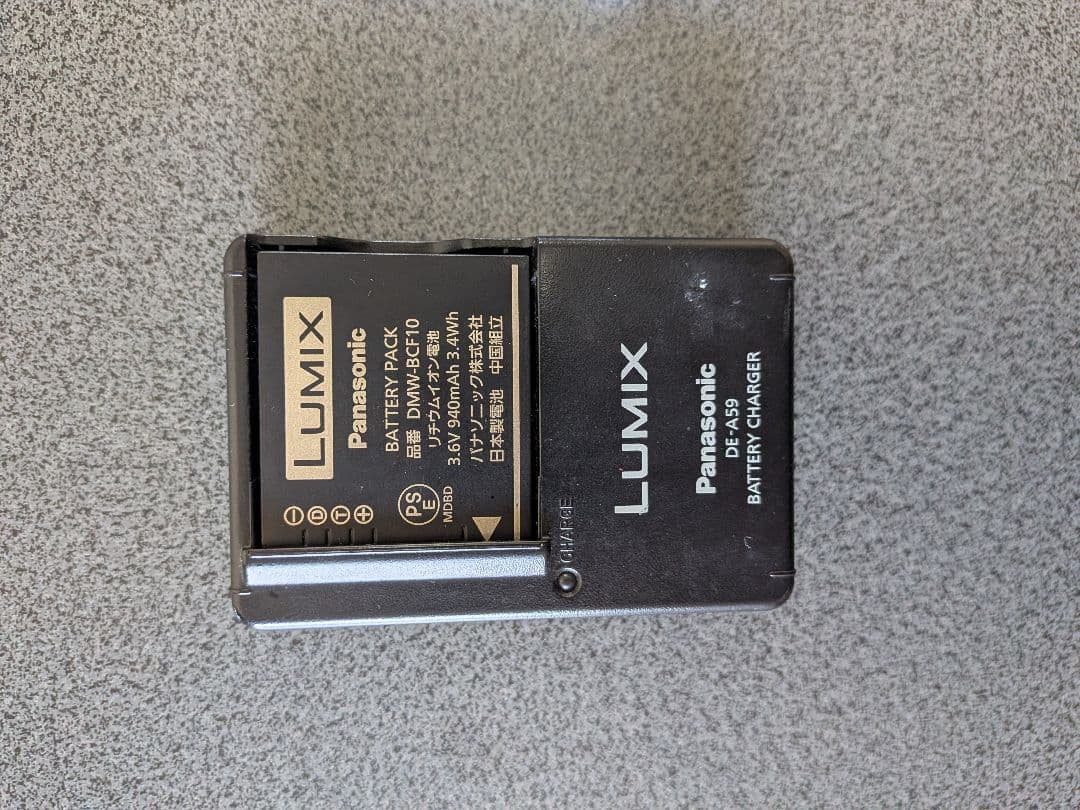 LUMIX
Panasonic
BATTERY PACK
品番 DMW-BCF10
リチウムイオン電池
3.6V 940mAh 3.4Wh
パナソニック株式会社
日本製電池 中国組立
D
T
PS
E
MDBD
CHARGE
LUMIX
Panasonic
DE-A59
BATTERY CHARGER